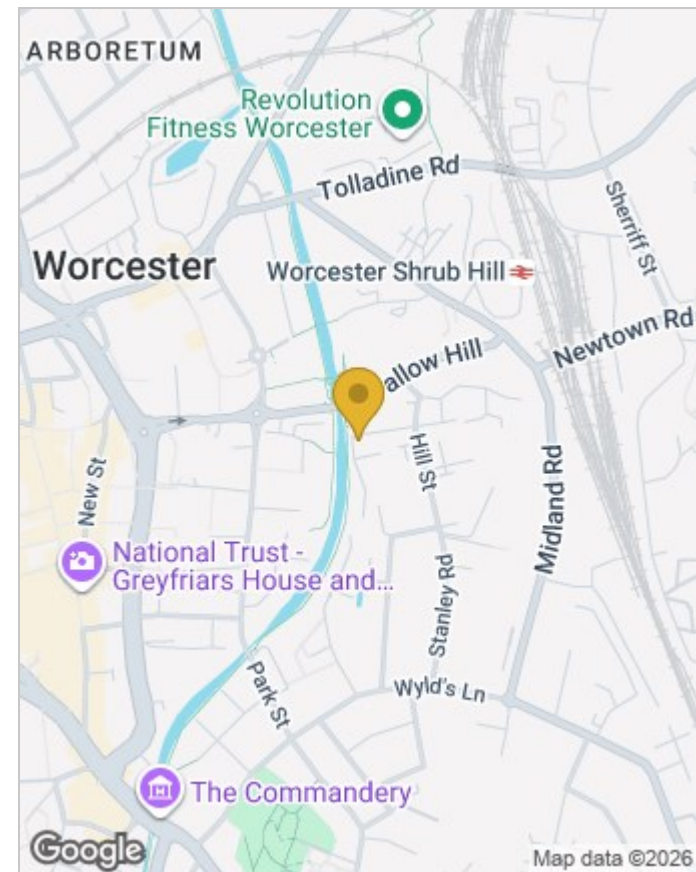 ARBORETUM
Revolution
Fitness Worcester
Tolladine Rd
Sherriff St
Worcester
Worcester Shrub Hill
Newtown Rd
allow Hill
Hill St
New St
Midland Rd
National Trust -
Greyfriars House and...
Stanley Rd
Park St
Wyld's Ln
The Commandery
Google
Map data ©2026